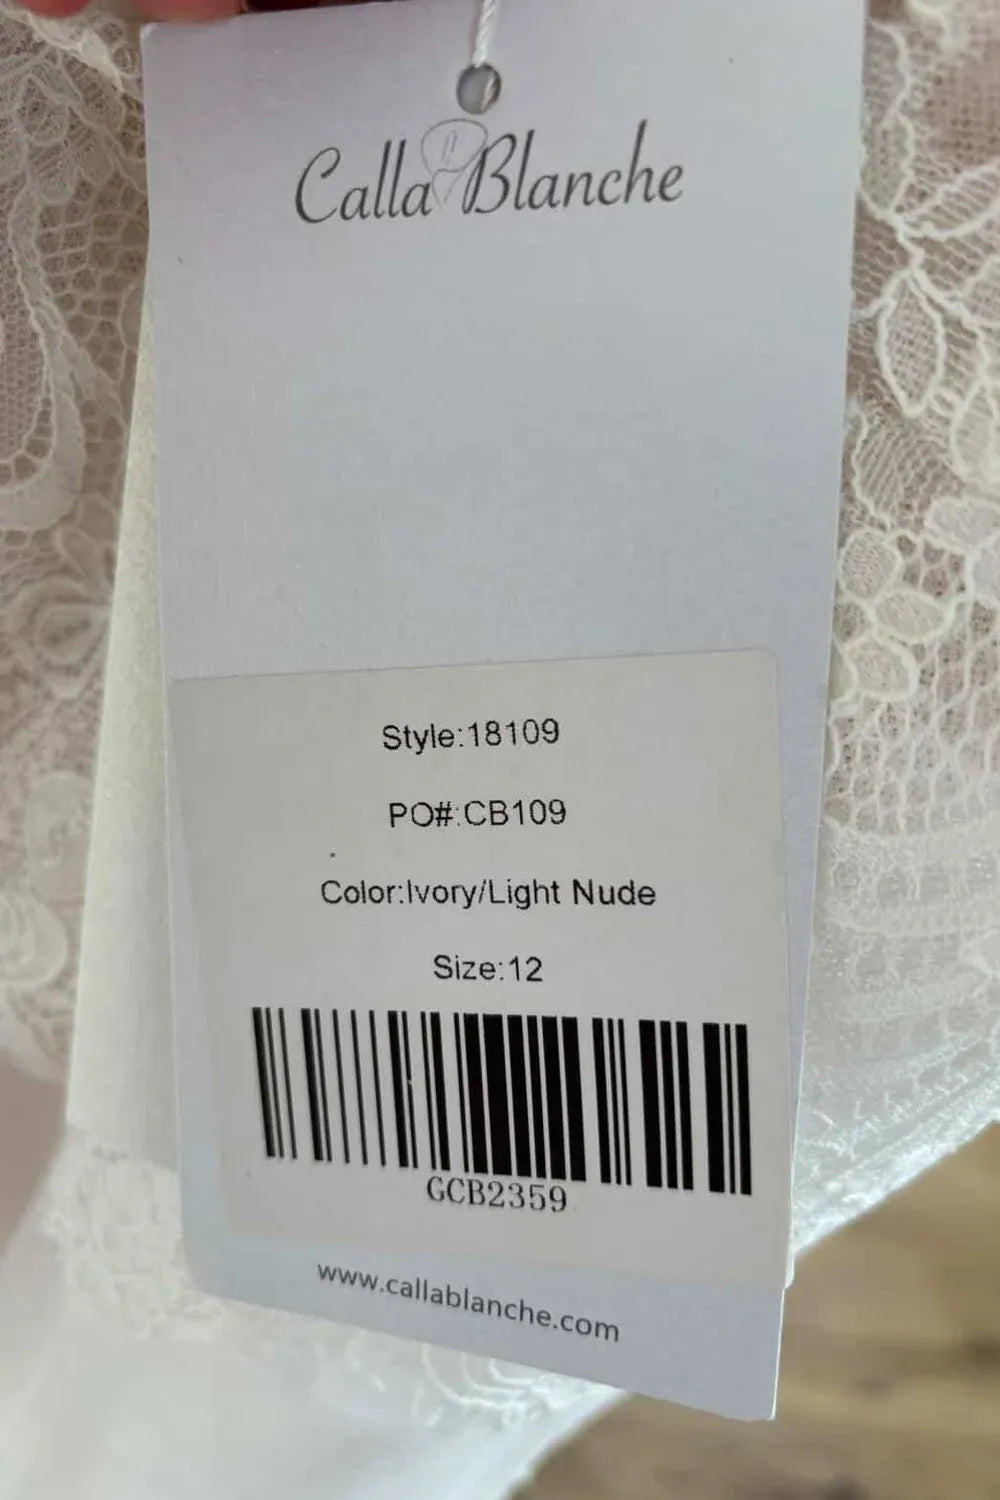 Calla Blanche
Style:18109
PO#:CB109
Color:Ivory/Light Nude
Size:12
GCB2359
www.callablanche.com